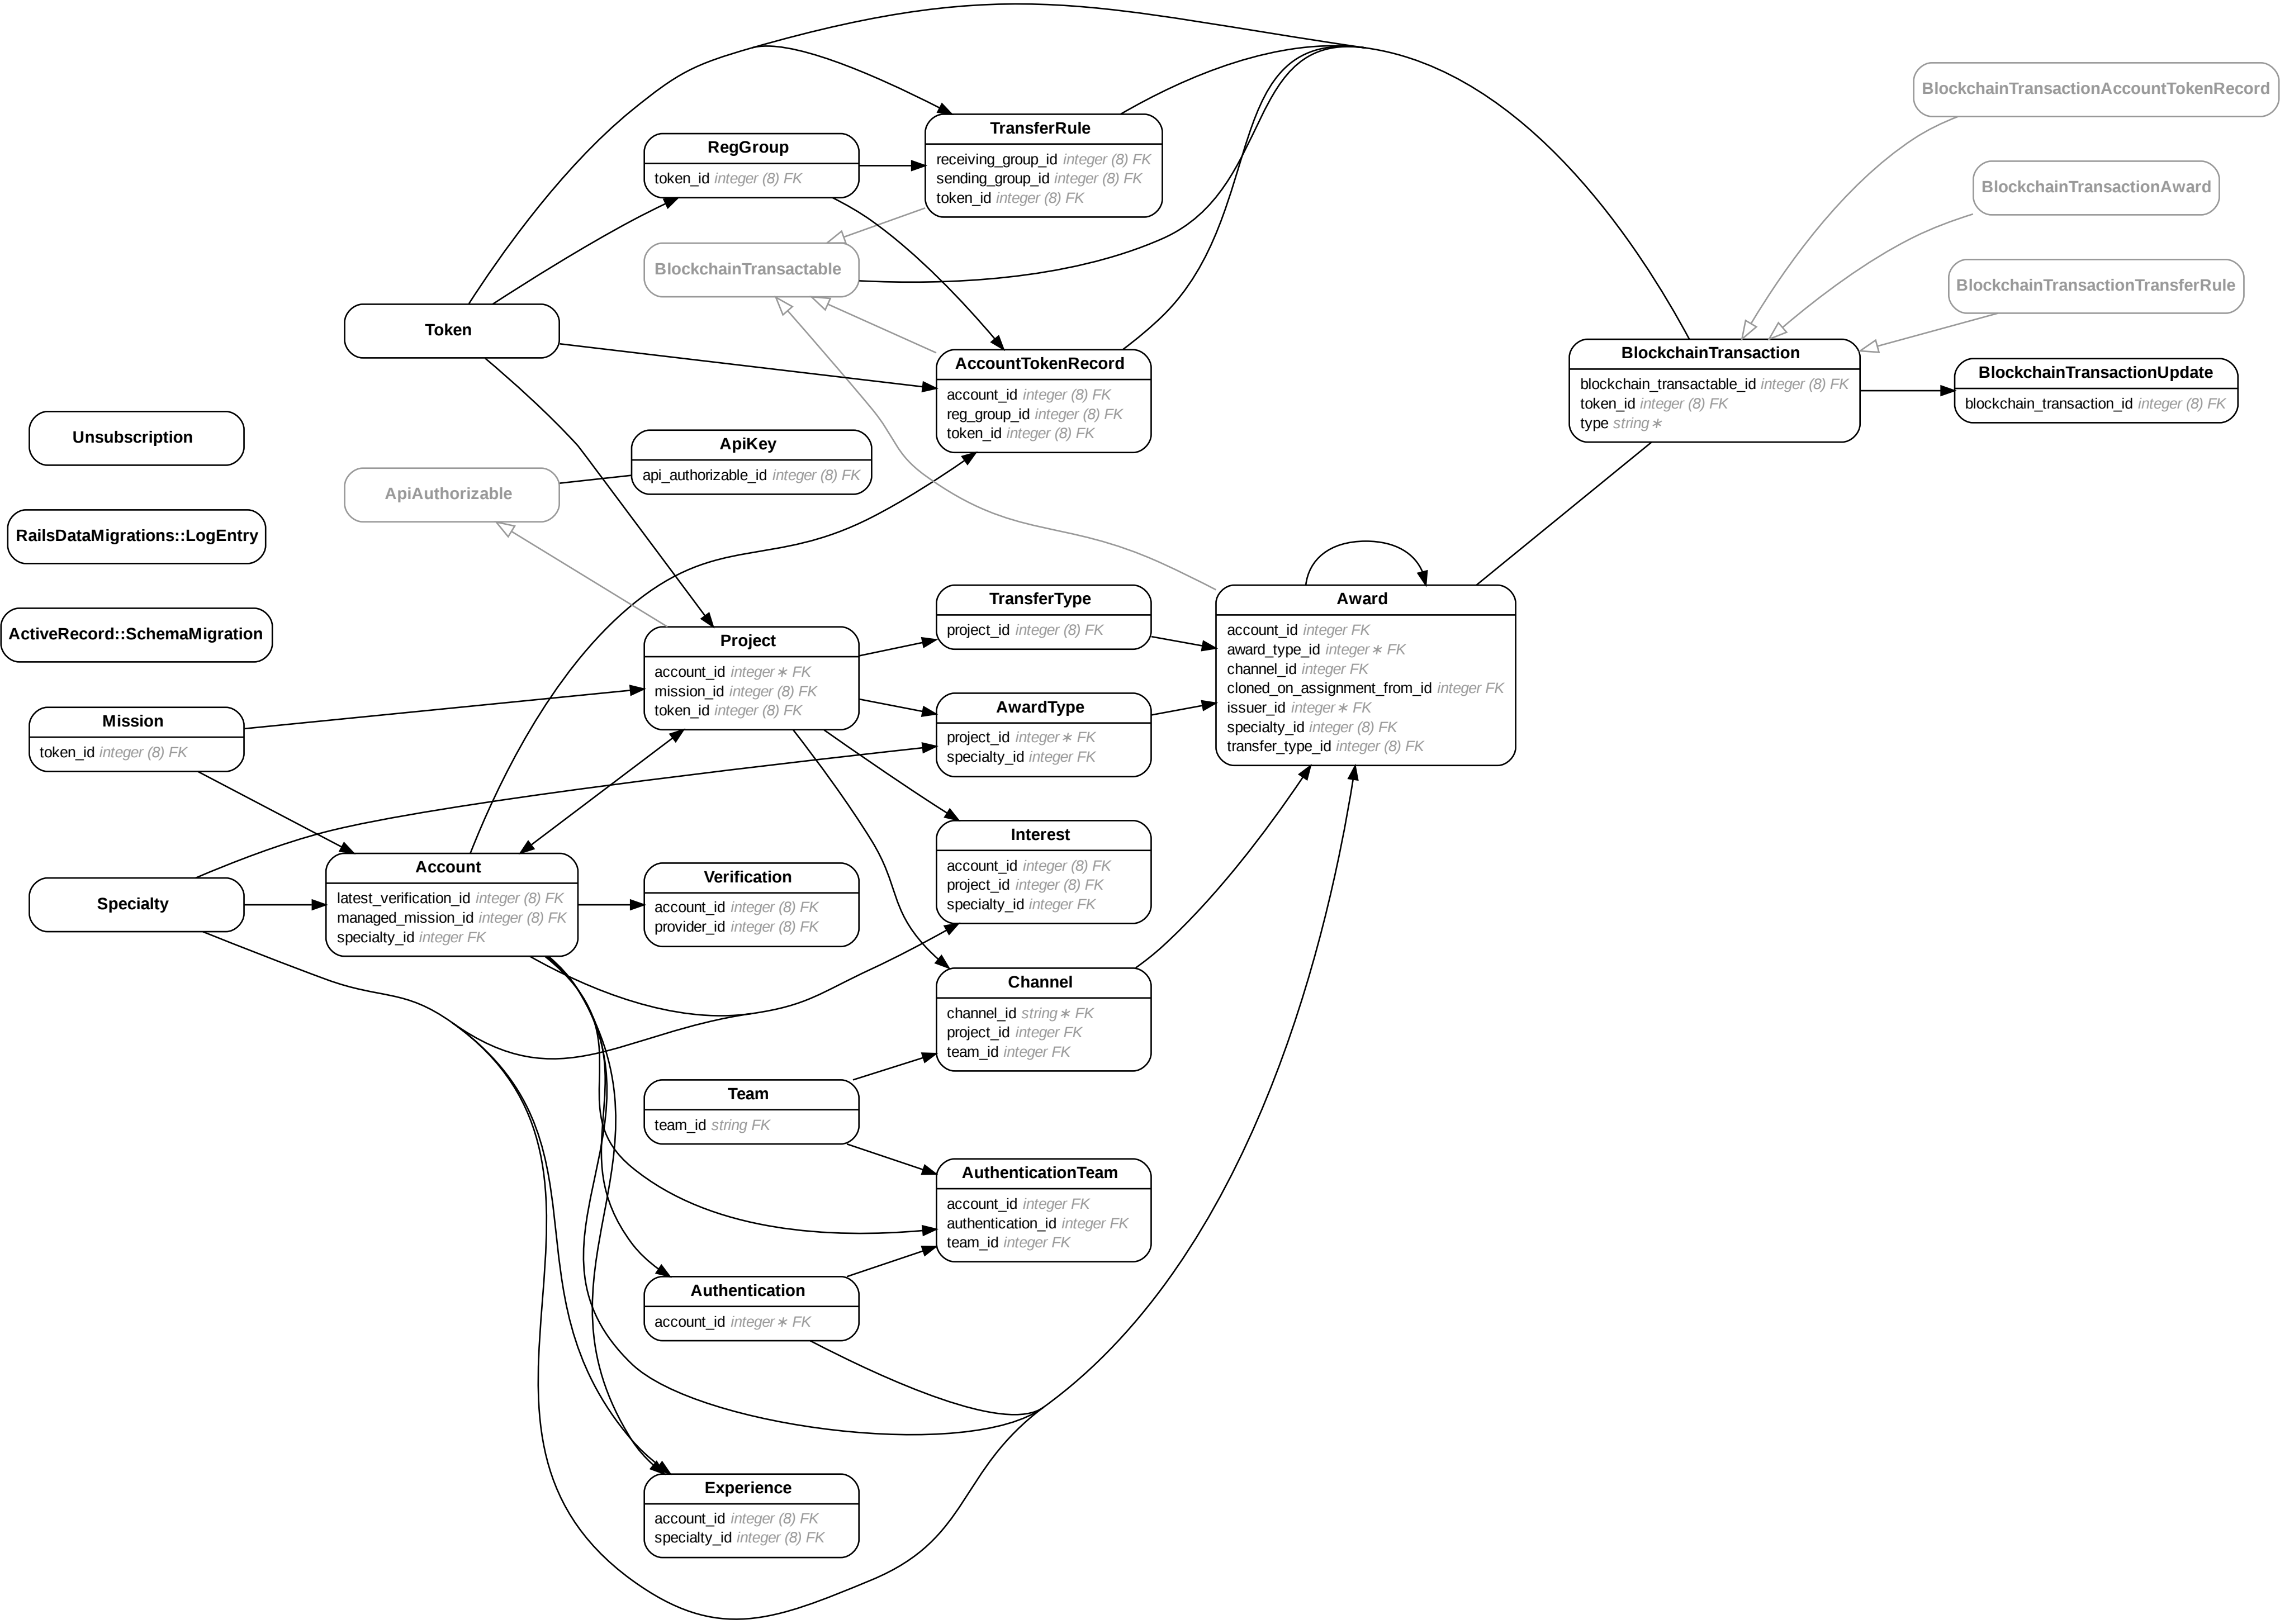 BlockchainTransactionAccountTokenRecord
TransferRule
receiving_group_id integer (8) FK
sending_group_id integer (8) FK
token_id integer (8) FK
RegGroup
token_id integer (8) FK
BlockchainTransactionAward
BlockchainTransactable
BlockchainTransactionTransferRule
Token
AccountTokenRecord
account_id integer (8) FK
reg_group_id integer (8) FK
token_id integer (8) FK
BlockchainTransaction
blockchain_transactable_id integer (8) FK
token_id integer (8) FK
type string∗
BlockchainTransactionUpdate
blockchain_transaction_id integer (8) FK
Unsubscription
ApiKey
api_authorizable_id integer (8) FK
ApiAuthorizable
RailsDataMigrations::LogEntry
ActiveRecord::SchemaMigration
Project
account_id integer∗ FK
mission_id integer (8) FK
token_id integer (8) FK
TransferType
project_id integer (8) FK
Award
account_id integer FK
award_type_id integer∗ FK
channel_id integer FK
cloned_on_assignment_from_id integer FK
issuer_id integer∗ FK
specialty_id integer (8) FK
transfer_type_id integer (8) FK
Mission
token_id integer (8) FK
AwardType
project_id integer∗ FK
specialty_id integer FK
Interest
account_id integer (8) FK
project_id integer (8) FK
specialty_id integer FK
Specialty
Account
latest_verification_id integer (8) FK
managed_mission_id integer (8) FK
specialty_id integer FK
Verification
account_id integer (8) FK
provider_id integer (8) FK
Channel
channel_id string∗ FK
project_id integer FK
team_id integer FK
Team
team_id string FK
AuthenticationTeam
account_id integer FK
authentication_id integer FK
team_id integer FK
Authentication
account_id integer∗ FK
Experience
account_id integer (8) FK
specialty_id integer (8) FK